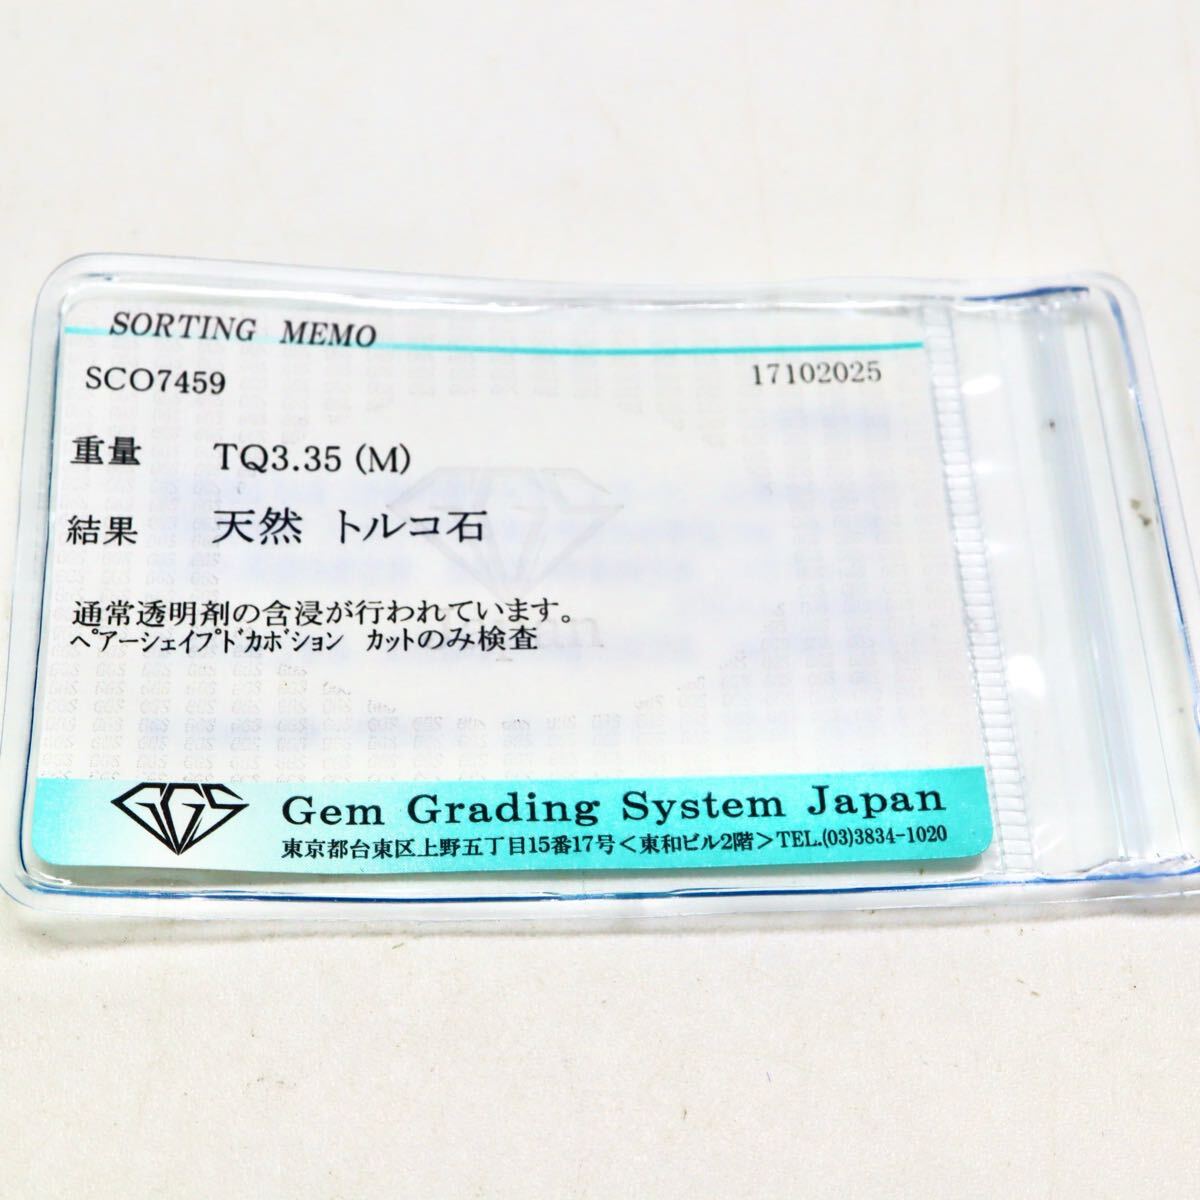 SORTING MEMO
SCO7459 17102025
重量 TQ3.35 (M)
結果 天然 トルコ石
通常透明剤の含浸が行われています。
ﾍﾟｱｰｼｪｲﾌﾟﾄﾞｶﾎﾞｼｮﾝ ｶｯﾄのみ検査
GGS Gem Grading System Japan
東京都台東区上野五丁目15番17号＜東和ビル2階＞TEL.(03)3834-1020